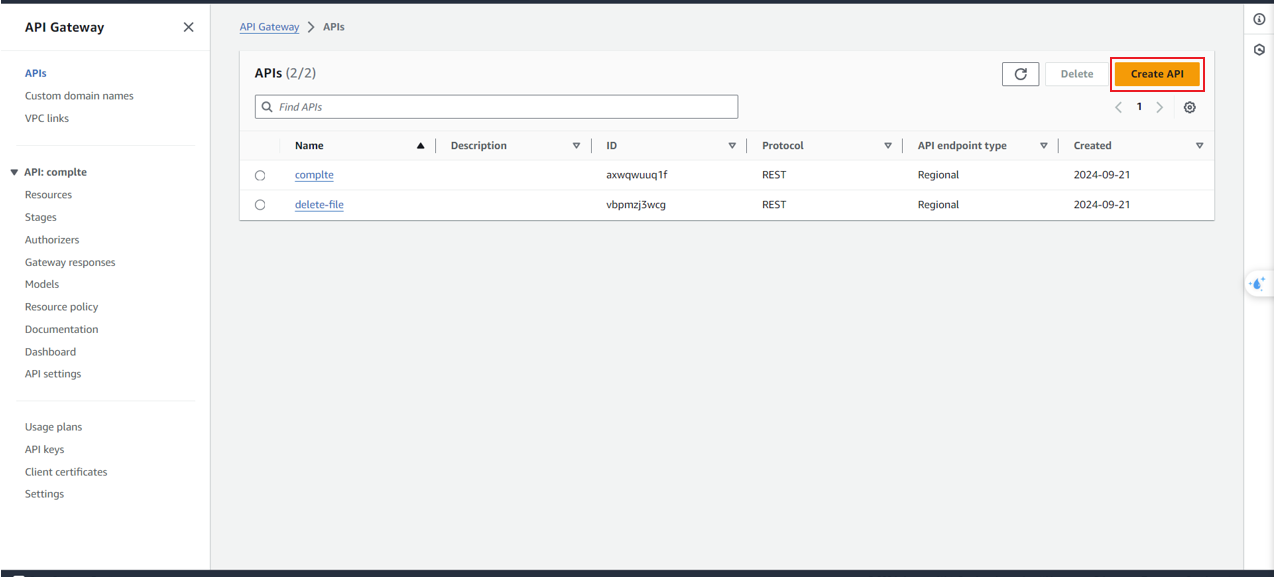 API Gateway
APIs
Custom domain names
VPC links
API: complte
Resources
Stages
Authorizers
Gateway responses
Models
Resource policy
Documentation
Dashboard
API settings
Usage plans
API keys
Client certificates
Settings
API Gateway > APIs
APIs (2/2)
Delete
Create API
Find APIs
1
Name Description ID Protocol API endpoint type Created
complte axwqwuuq1f REST Regional 2024-09-21
delete-file vbpmzj3wcg REST Regional 2024-09-21